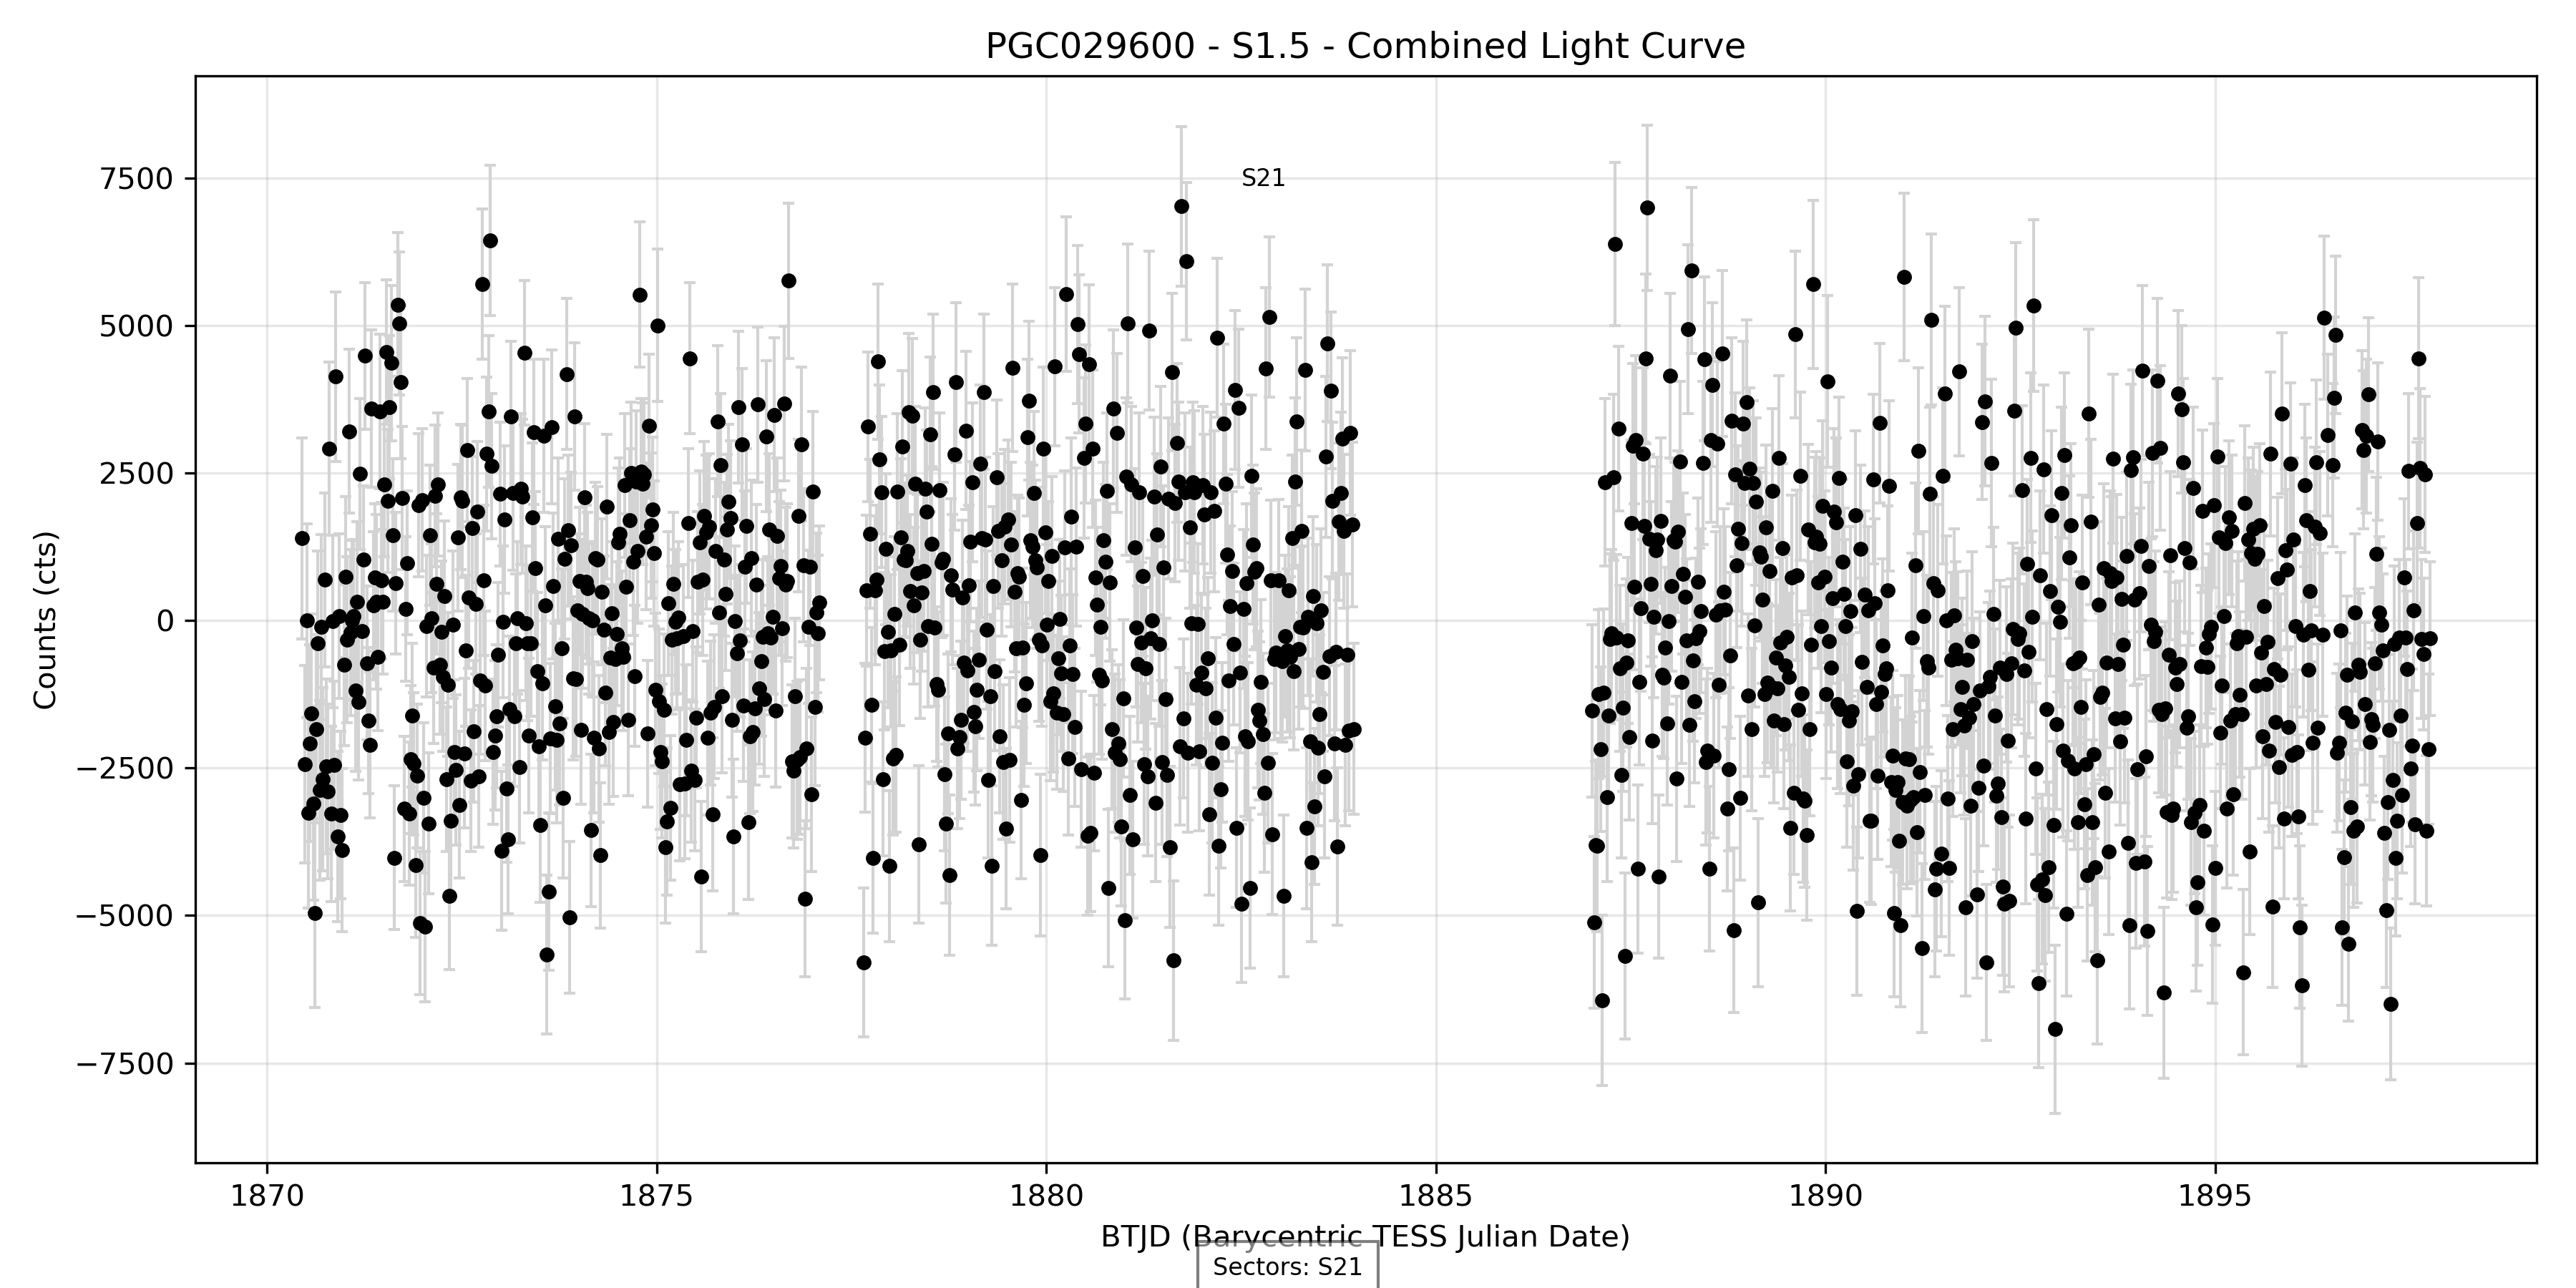 PGC029600 - S1.5 - Combined Light Curve
S21
7500
5000
2500
0
−2500
−5000
−7500
Counts (cts)
1870 1875 1880 1885 1890 1895
BTJD (Barycentric TESS Julian Date)
Sectors: S21